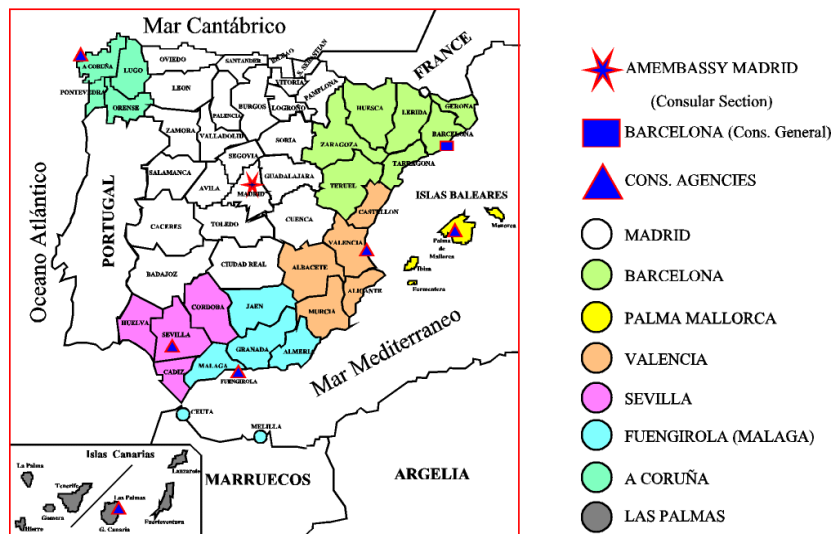 Mar Cantábrico
FRANCE
A CORUÑA
LUGO
OVIEDO
SANTANDER
BILBAO
S. SEBASTIAN
VITORIA
PAMPLONA
PONTEVEDRA
ORENSE
LEON
PALENCIA
BURGOS
LOGROÑO
HUESCA
LERIDA
GERONA
BARCELONA
ZAMORA
VALLADOLID
SORIA
ZARAGOZA
TARRAGONA
SEGOVIA
SALAMANCA
AVILA
MADRID
GUADALAJARA
TERUEL
CASTELLON
ISLAS BALEARES
Menorca
Palma
de
Mallorca
Ibiza
Formentera
Oceano Atlántico
PORTUGAL
CACERES
TOLEDO
CUENCA
VALENCIA
BADAJOZ
CIUDAD REAL
ALBACETE
ALICANTE
MURCIA
HUELVA
SEVILLA
CORDOBA
JAEN
CADIZ
MALAGA
GRANADA
ALMERIA
FUENGIROLA
Mar Mediterraneo
CEUTA
MELILLA
MARRUECOS
ARGELIA
Islas Canarias
La Palma
Tenerife
Gomera
Hierro
Las Palmas
G. Canaria
Lanzarote
Fuerteventura
AMEMBASSY MADRID
(Consular Section)
BARCELONA (Cons. General)
CONS. AGENCIES
MADRID
BARCELONA
PALMA MALLORCA
VALENCIA
SEVILLA
FUENGIROLA (MALAGA)
A CORUÑA
LAS PALMAS